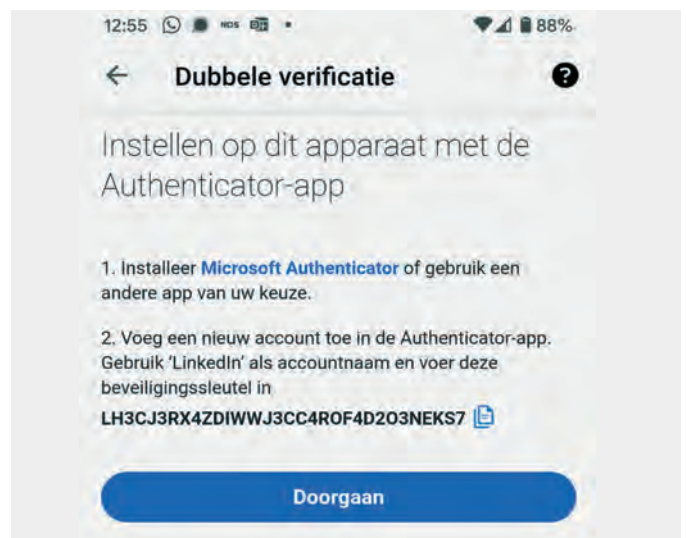 12:55 NOS 88%
Dubbele verificatie ?
Instellen op dit apparaat met de
Authenticator-app
1. Installeer Microsoft Authenticator of gebruik een
andere app van uw keuze.
2. Voeg een nieuw account toe in de Authenticator-app.
Gebruik 'LinkedIn' als accountnaam en voer deze
beveiligingssleutel in
LH3CJ3RX4ZDIWWJ3CC4ROF4D2O3NEKS7
Doorgaan